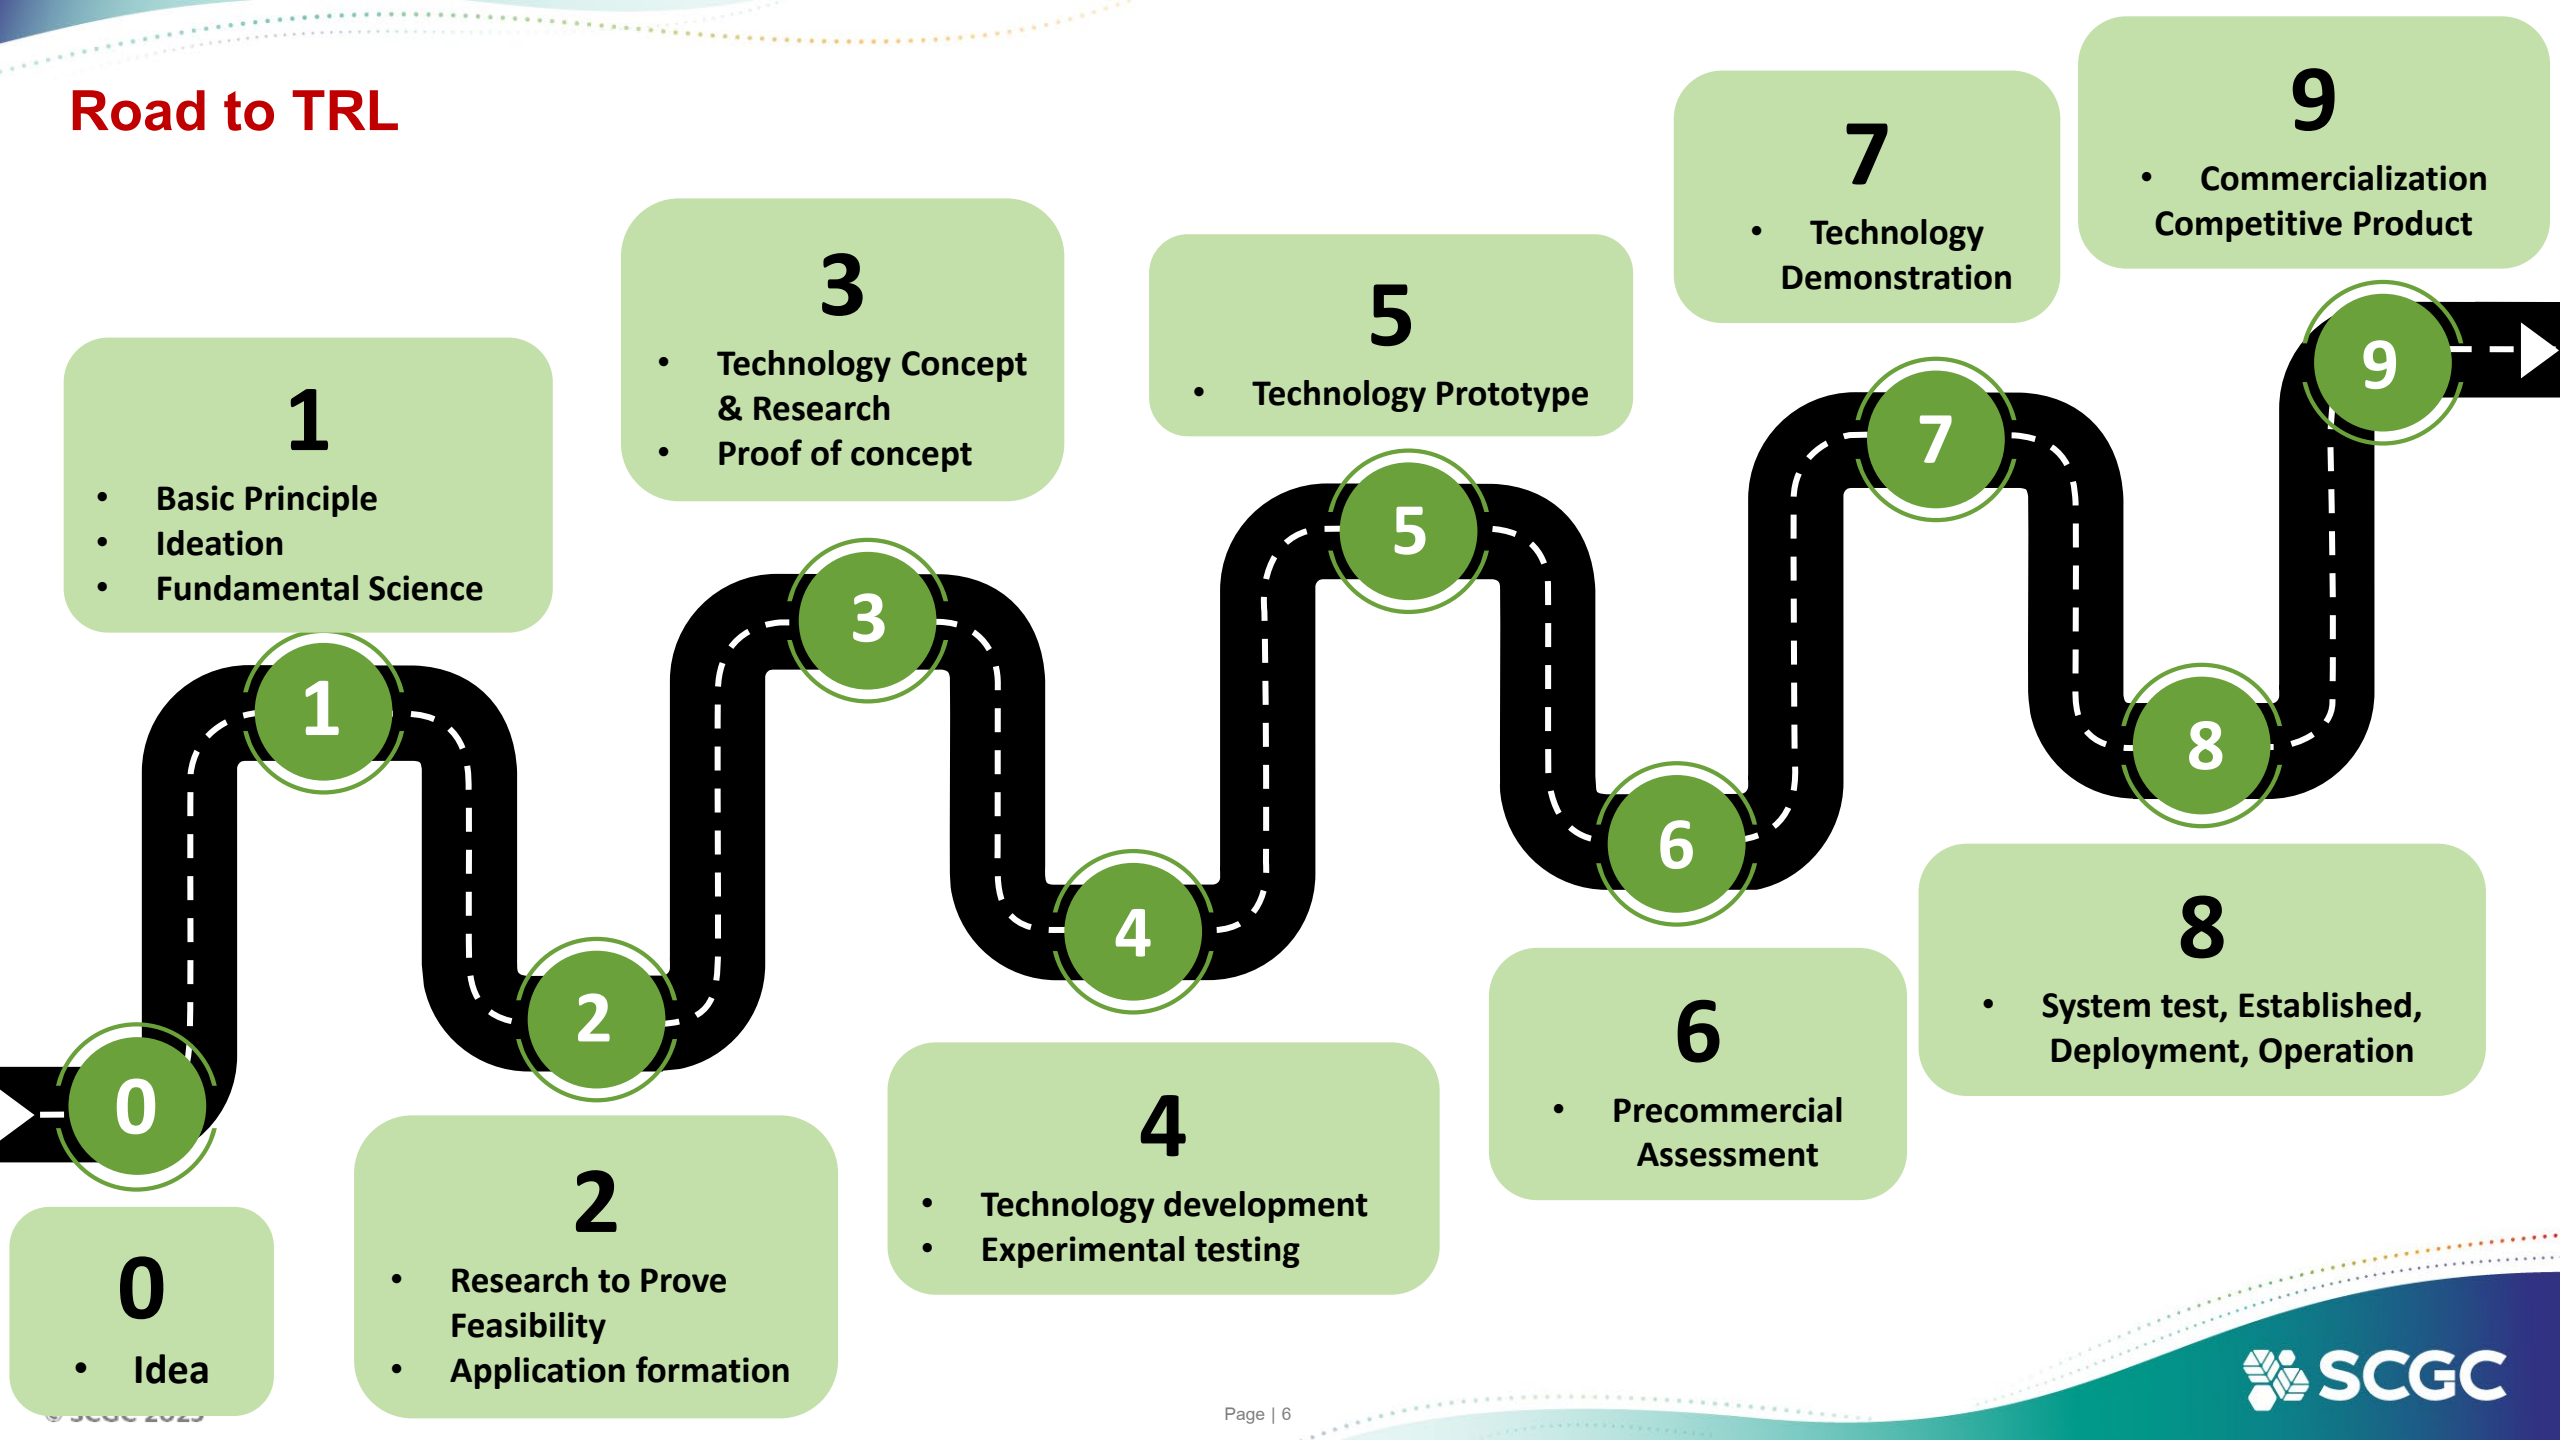 Road to TRL
0
• Idea
1
• Basic Principle
• Ideation
• Fundamental Science
2
• Research to Prove
Feasibility
• Application formation
3
• Technology Concept
& Research
• Proof of concept
4
• Technology development
• Experimental testing
5
• Technology Prototype
6
• Precommercial
Assessment
7
• Technology
Demonstration
8
• System test, Established,
Deployment, Operation
9
• Commercialization
Competitive Product
0
1
2
3
4
5
6
7
8
9
Page | 6
SCGC